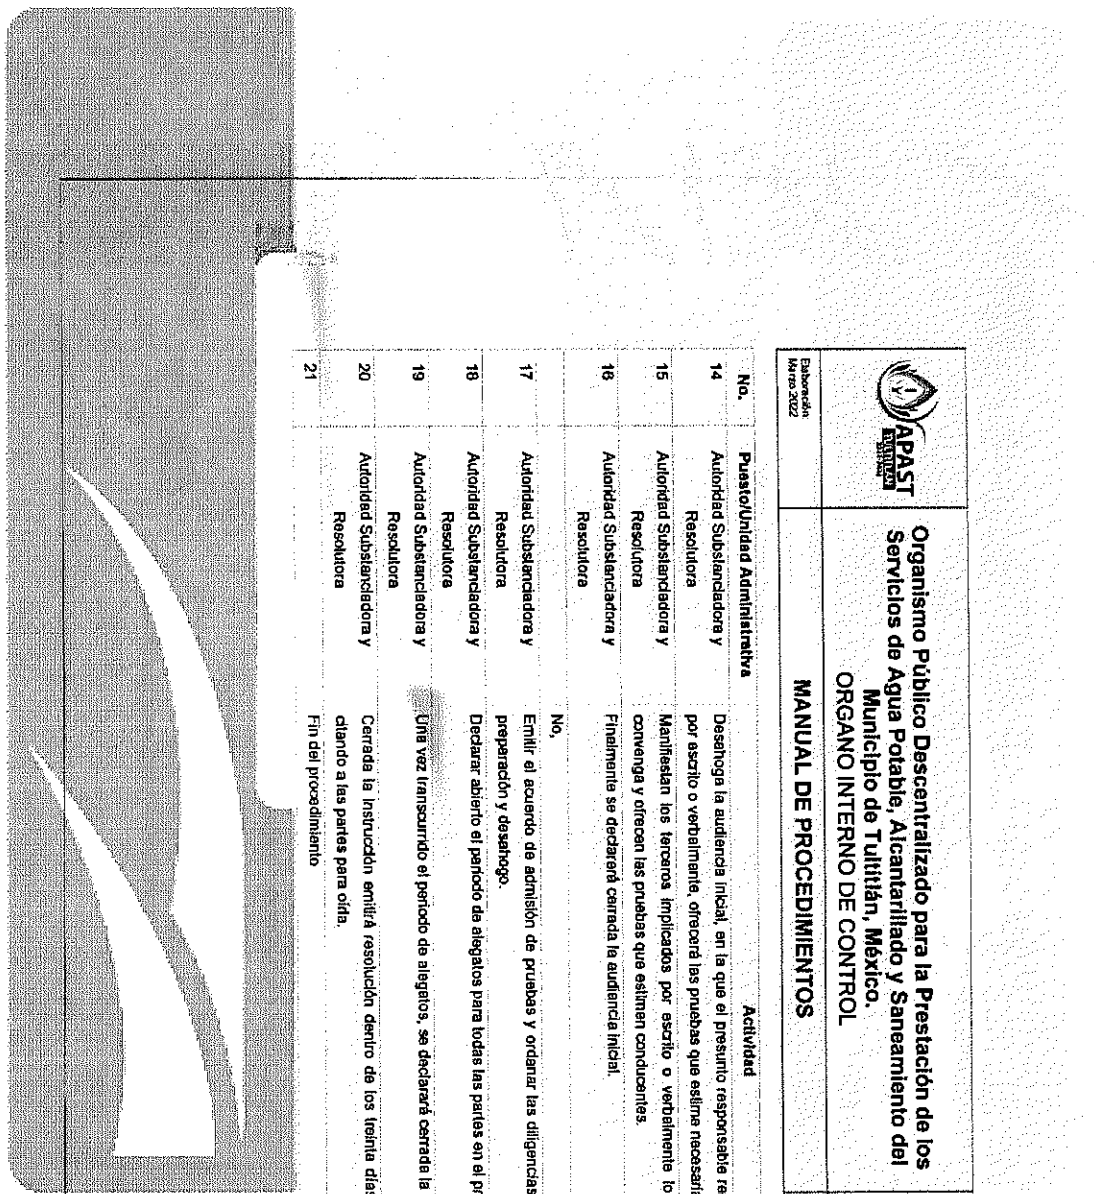 APAST
TULTITLÁN
Organismo Público Descentralizado para la Prestación de los
Servicios de Agua Potable, Alcantarillado y Saneamiento del
Municipio de Tultitlán, México.
ORGANO INTERNO DE CONTROL
Elaboración:
Marzo 2022
MANUAL DE PROCEDIMIENTOS
No. Puesto/Unidad Administrativa Actividad
14 Autoridad Substanciadora y Desahoga la audiencia inicial, en la que el presunto responsable re
Resolutora por escrito o verbalmente, ofrecerá las pruebas que estime necesaria
15 Autoridad Substanciadora y Manifiestan los terceros implicados por escrito o verbalmente lo
Resolutora convenga y ofrecen las pruebas que estimen conducentes.
16 Autoridad Substanciadora y Finalmente se declarará cerrada la audiencia inicial.
Resolutora
No,
17 Autoridad Substanciadora y Emitir el acuerdo de admisión de pruebas y ordenar las diligencias
Resolutora preparación y desahogo.
18 Autoridad Substanciadora y Declarar abierto el periodo de alegatos para todas las partes en el pr
Resolutora
19 Autoridad Substanciadora y Una vez transcurrido el periodo de alegatos, se declarará cerrada la
Resolutora
20 Autoridad Substanciadora y Cerrada la instrucción emitirá resolución dentro de los treinta días
Resolutora citando a las partes para oírla.
21 Fin del procedimiento